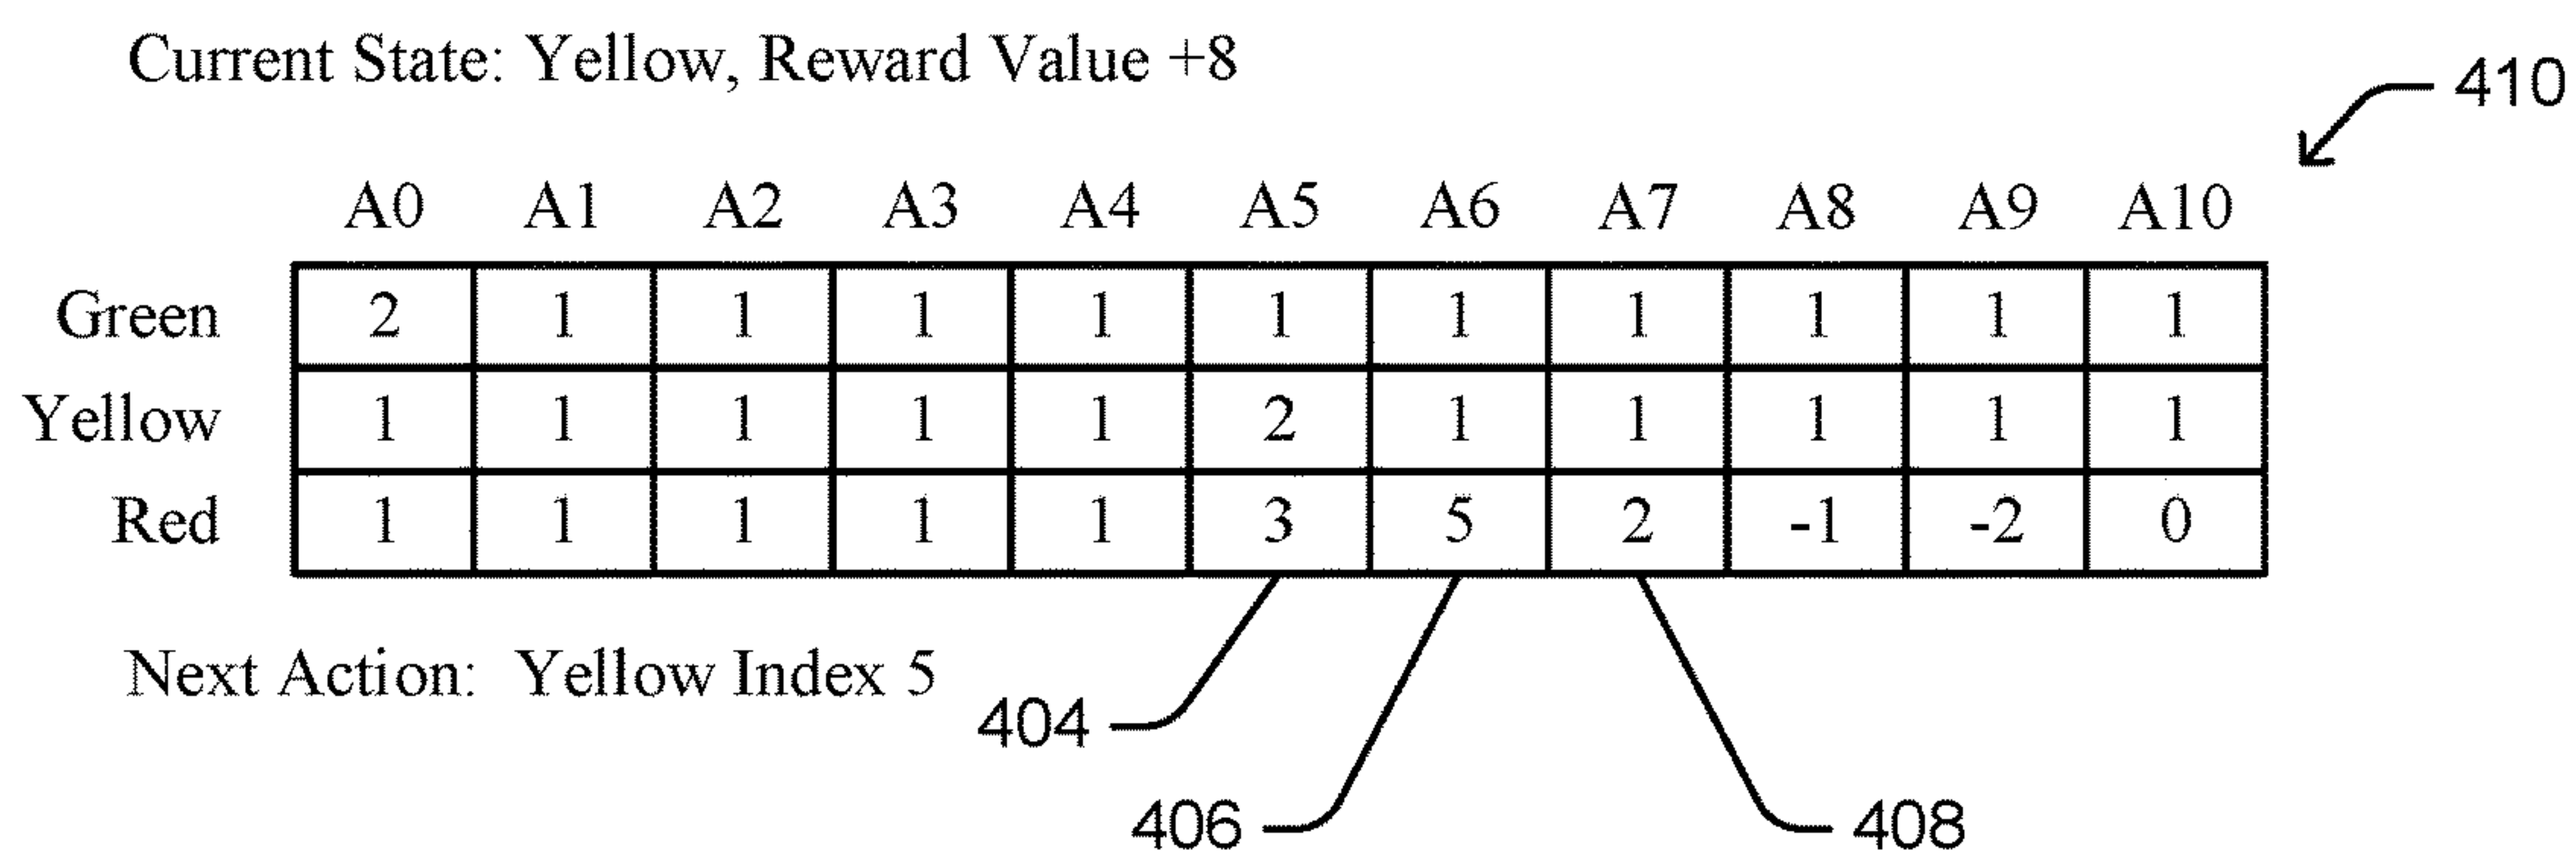 Current State: Yellow, Reward Value +8
410
A0 A1 A2 A3 A4 A5 A6 A7 A8 A9 A10
Green 2 1 1 1 1 1 1 1 1 1 1
Yellow 1 1 1 1 1 2 1 1 1 1 1
Red 1 1 1 1 1 3 5 2 -1 -2 0
Next Action: Yellow Index 5
404
406
408